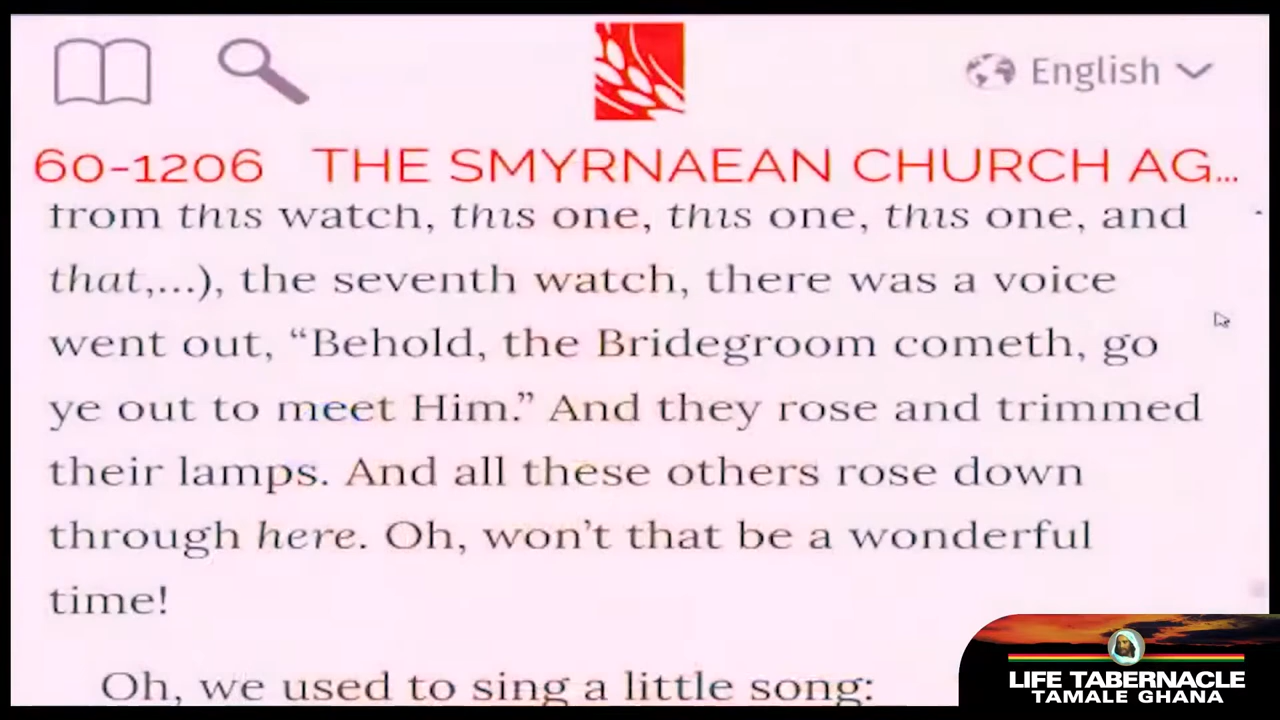 English
60-1206 THE SMYRNAEAN CHURCH AG...
from this watch, this one, this one, this one, and
that,...), the seventh watch, there was a voice
went out, “Behold, the Bridegroom cometh, go
ye out to meet Him.” And they rose and trimmed
their lamps. And all these others rose down
through here. Oh, won’t that be a wonderful
time!
Oh, we used to sing a little song:
LIFE TABERNACLE
TAMALE GHANA